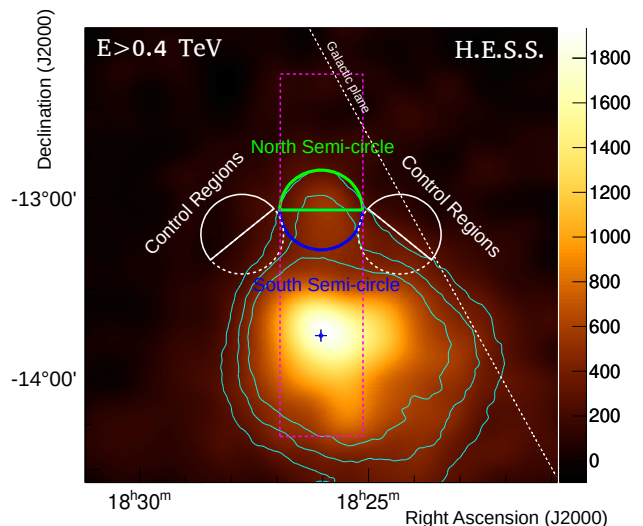 E>0.4 TeV
H.E.S.S.
Galactic plane
North Semi-circle
Control Regions
Control Regions
South Semi-circle
Declination (J2000)
-13°00'
-14°00'
18h30m
18h25m
Right Ascension (J2000)
1800
1600
1400
1200
1000
800
600
400
200
0